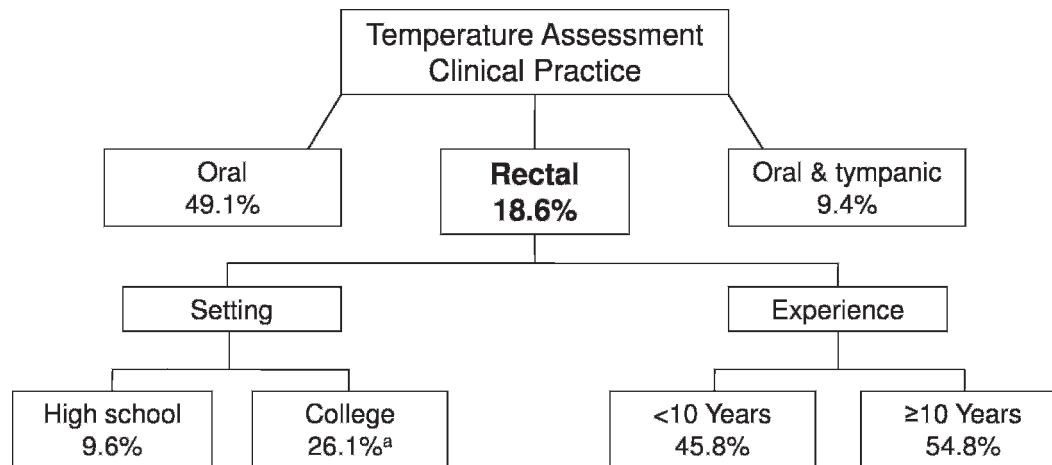 Temperature Assessment
Clinical Practice
Oral
49.1%
Rectal
18.6%
Oral & tympanic
9.4%
Setting
Experience
High school
9.6%
College
26.1%ᵃ
<10 Years
45.8%
≥10 Years
54.8%